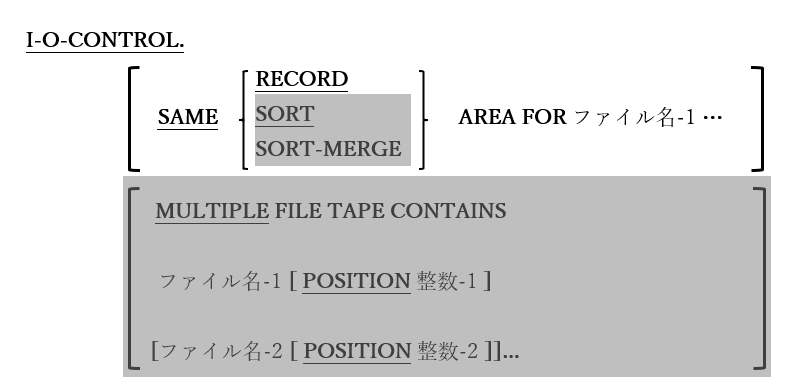 I-O-CONTROL.
RECORD
SAME SORT AREA FOR ファイル名-1 …
SORT-MERGE
MULTIPLE FILE TAPE CONTAINS
ファイル名-1 [ POSITION 整数-1 ]
[ファイル名-2 [ POSITION 整数-2 ]]...